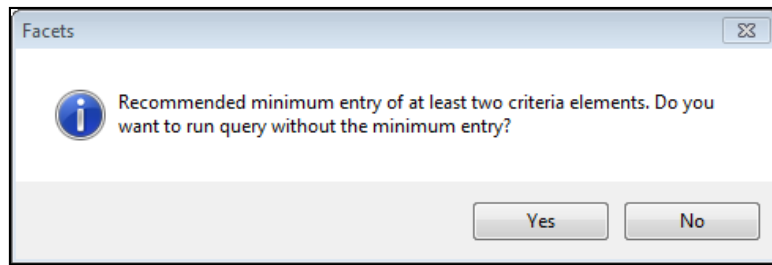 Facets
Recommended minimum entry of at least two criteria elements. Do you
want to run query without the minimum entry?
Yes
No